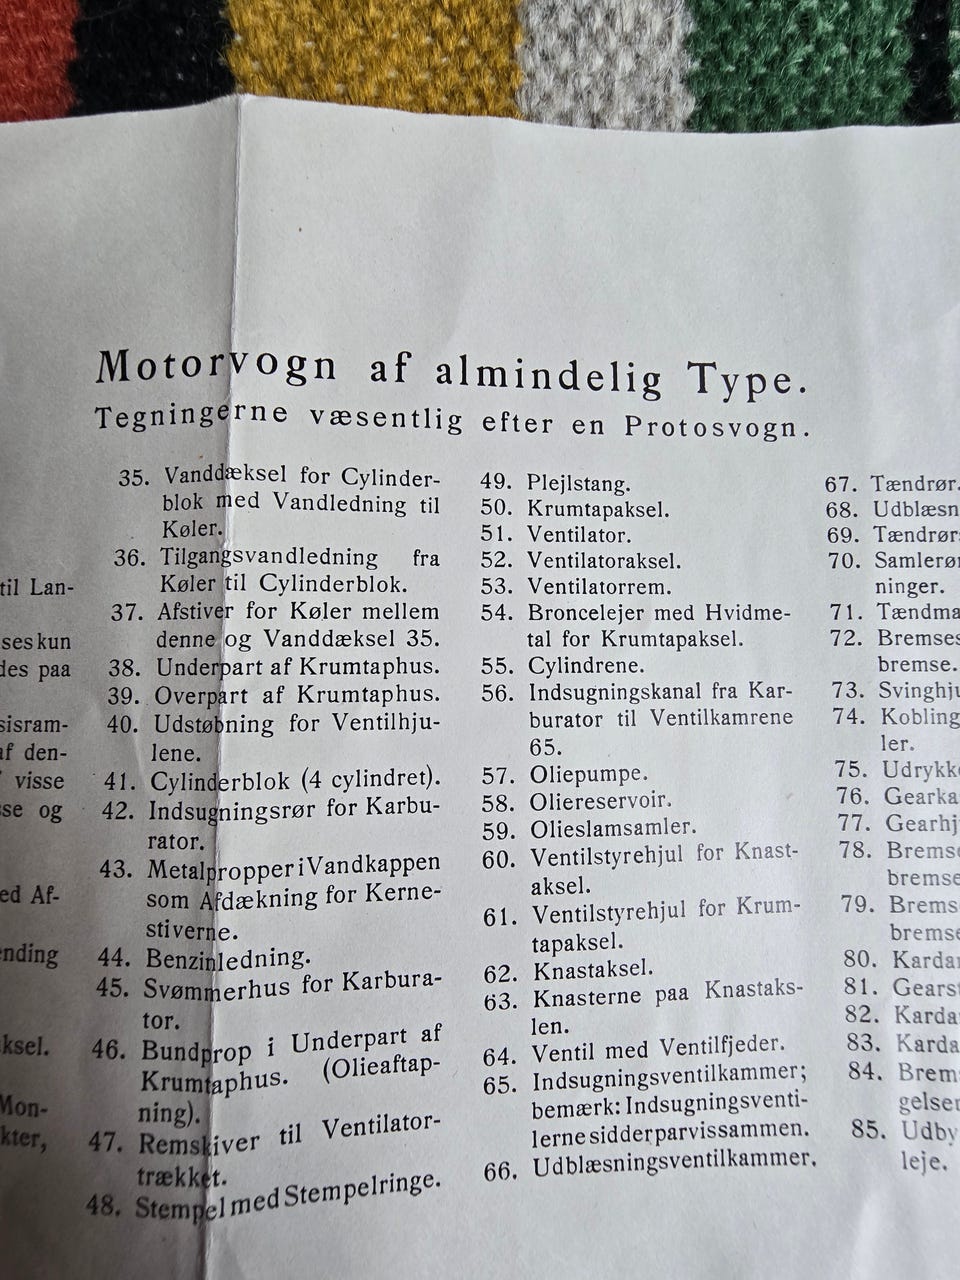 Motorvogn af almindelig Type.
Tegningerne væsentlig efter en Protosvogn.
til Lan-
ses kun
des paa
sisram-
af den-
visse
se og
ed Af-
nding
ksel.
Mon-
kter,
35. Vanddæksel for Cylinder-
blok med Vandledning til
Køler.
36. Tilgangsvandledning fra
Køler til Cylinderblok.
37. Afstiver for Køler mellem
denne og Vanddæksel 35.
38. Underpart af Krumtaphus.
39. Overpart af Krumtaphus.
40. Udstøbning for Ventilhju-
lene.
41. Cylinderblok (4 cylindret).
42. Indsugningsrør for Karbu-
rator.
43. Metalpropper i Vandkappen
som Afdækning for Kerne-
stiverne.
44. Benzinledning.
45. Svømmerhus for Karbura-
tor.
46. Bundprop i Underpart af
Krumtaphus. (Olieaftap-
ning).
47. Remskiver til Ventilator-
trækket.
48. Stempel med Stempelringe.
49. Plejlstang.
50. Krumtapaksel.
51. Ventilator.
52. Ventilatoraksel.
53. Ventilatorrem.
54. Broncelejer med Hvidme-
tal for Krumtapaksel.
55. Cylindrene.
56. Indsugningskanal fra Kar-
burator til Ventilkamrene
65.
57. Oliepumpe.
58. Oliereservoir.
59. Olieslamsamler.
60. Ventilstyrehjul for Knast-
aksel.
61. Ventilstyrehjul for Krum-
tapaksel.
62. Knastaksel.
63. Knasterne paa Knastaks-
len.
64. Ventil med Ventilfjeder.
65. Indsugningsventilkammer;
bemærk: Indsugningsventi-
lerne sidder parvis sammen.
66. Udblæsningsventilkammer.
67. Tændrør.
68. Udblæsn
69. Tændrør
70. Samlerø
ninger.
71. Tændma
72. Bremses
bremse.
73. Svinghju
74. Kobling
ler.
75. Udrykk
76. Gearka
77. Gearhj
78. Brems
bremse
79. Brems
bremse
80. Kardan
81. Gearst
82. Karda
83. Karda
84. Brem
gelser
85. Udby
leje.